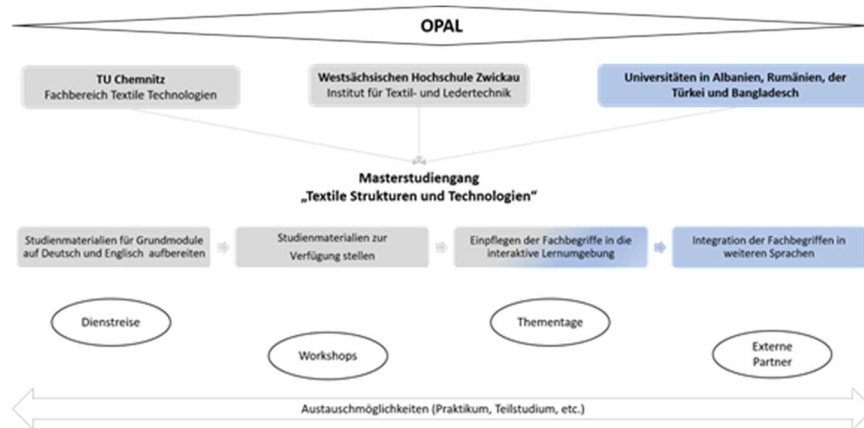 OPAL
TU Chemnitz
Fachbereich Textile Technologien
Westsächsischen Hochschule Zwickau
Institut für Textil- und Ledertechnik
Universitäten in Albanien, Rumänien, der
Türkei und Bangladesch
Masterstudiengang
„Textile Strukturen und Technologien“
Studienmaterialien für Grundmodule
auf Deutsch und Englisch aufbereiten
Studienmaterialien zur
Verfügung stellen
Einpflegen der Fachbegriffe in die
interaktive Lernumgebung
Integration der Fachbegriffen in
weiteren Sprachen
Dienstreise
Workshops
Thementage
Externe
Partner
Austauschmöglichkeiten (Praktikum, Teilstudium, etc.)